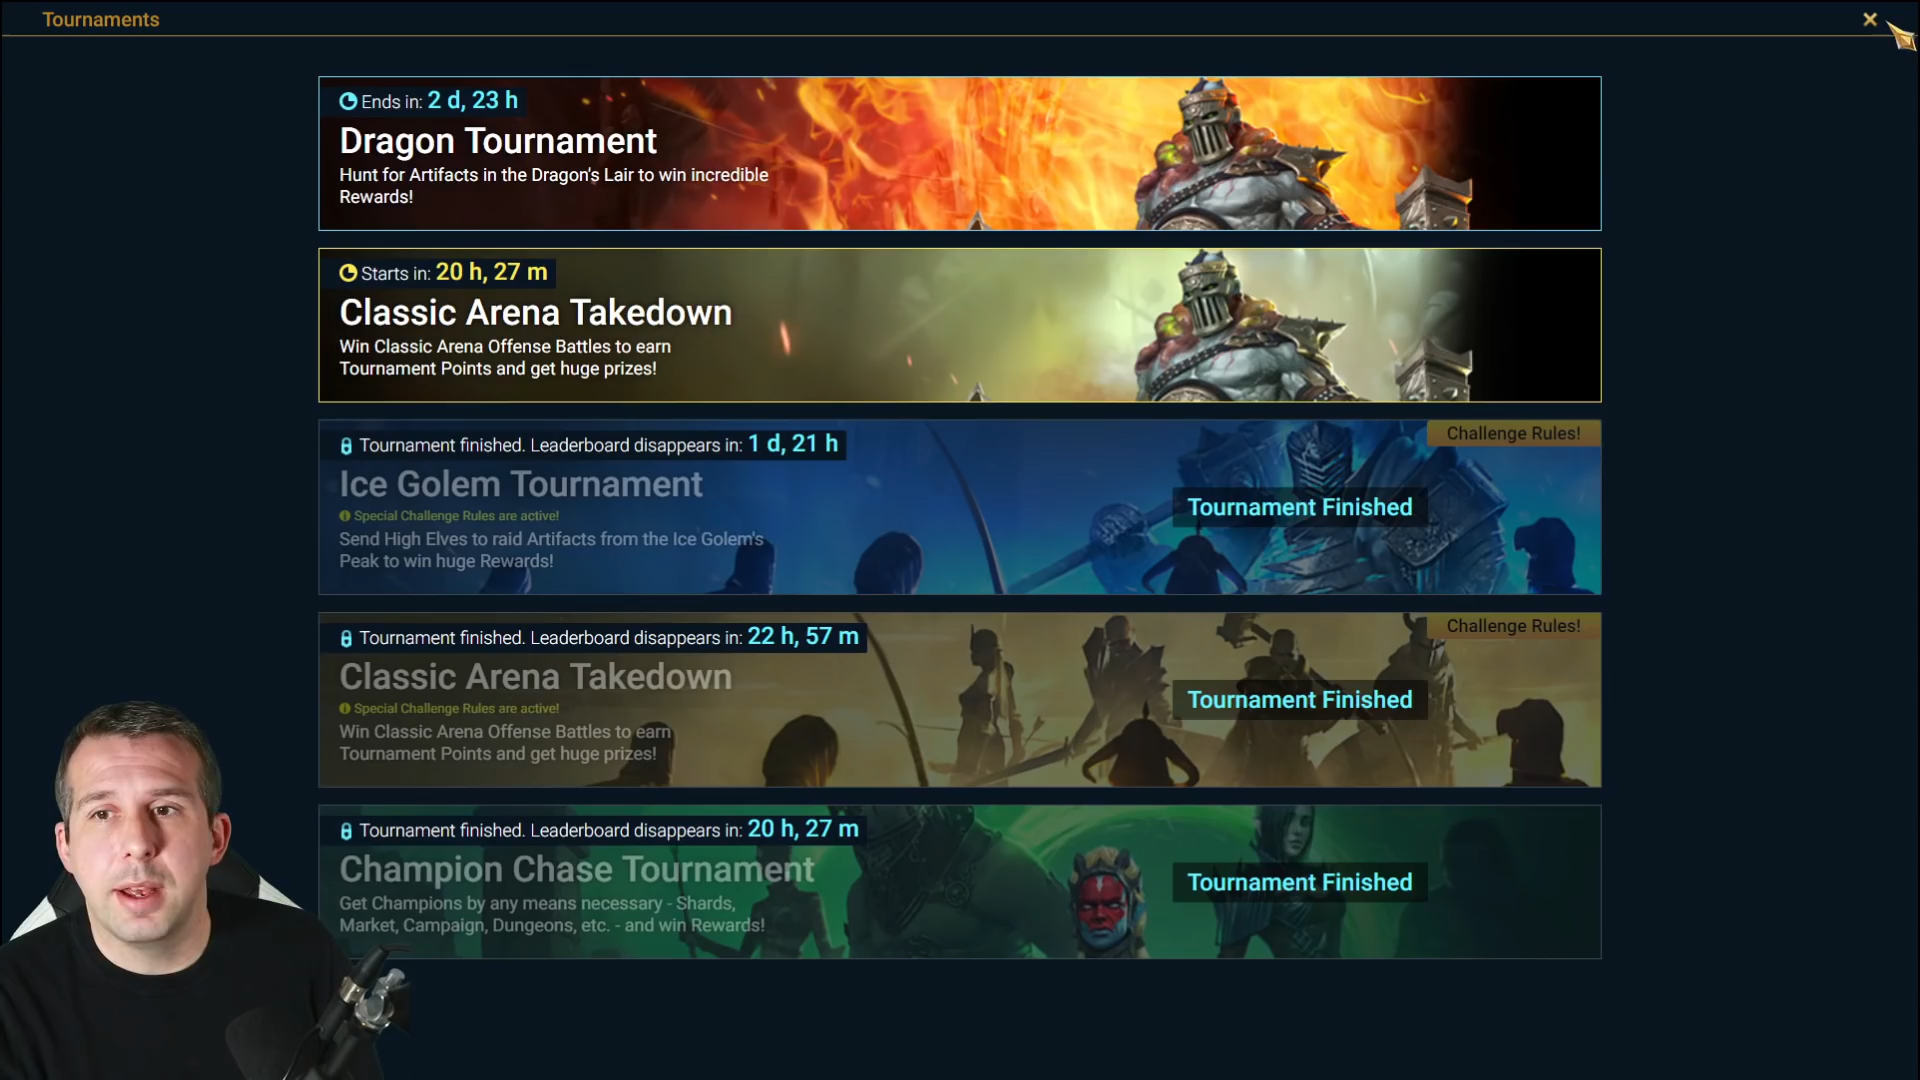 Tournaments
Ends in: 2 d, 23 h
Dragon Tournament
Hunt for Artifacts in the Dragon's Lair to win incredible
Rewards!
Starts in: 20 h, 27 m
Classic Arena Takedown
Win Classic Arena Offense Battles to earn
Tournament Points and get huge prizes!
Tournament finished. Leaderboard disappears in: 1 d, 21 h
Challenge Rules!
Ice Golem Tournament
Special Challenge Rules are active!
Send High Elves to raid Artifacts from the Ice Golem's
Peak to win huge Rewards!
Tournament Finished
Tournament finished. Leaderboard disappears in: 22 h, 57 m
Challenge Rules!
Classic Arena Takedown
Special Challenge Rules are active!
Win Classic Arena Offense Battles to earn
Tournament Points and get huge prizes!
Tournament Finished
Tournament finished. Leaderboard disappears in: 20 h, 27 m
Champion Chase Tournament
Get Champions by any means necessary - Shards,
Market, Campaign, Dungeons, etc. - and win Rewards!
Tournament Finished